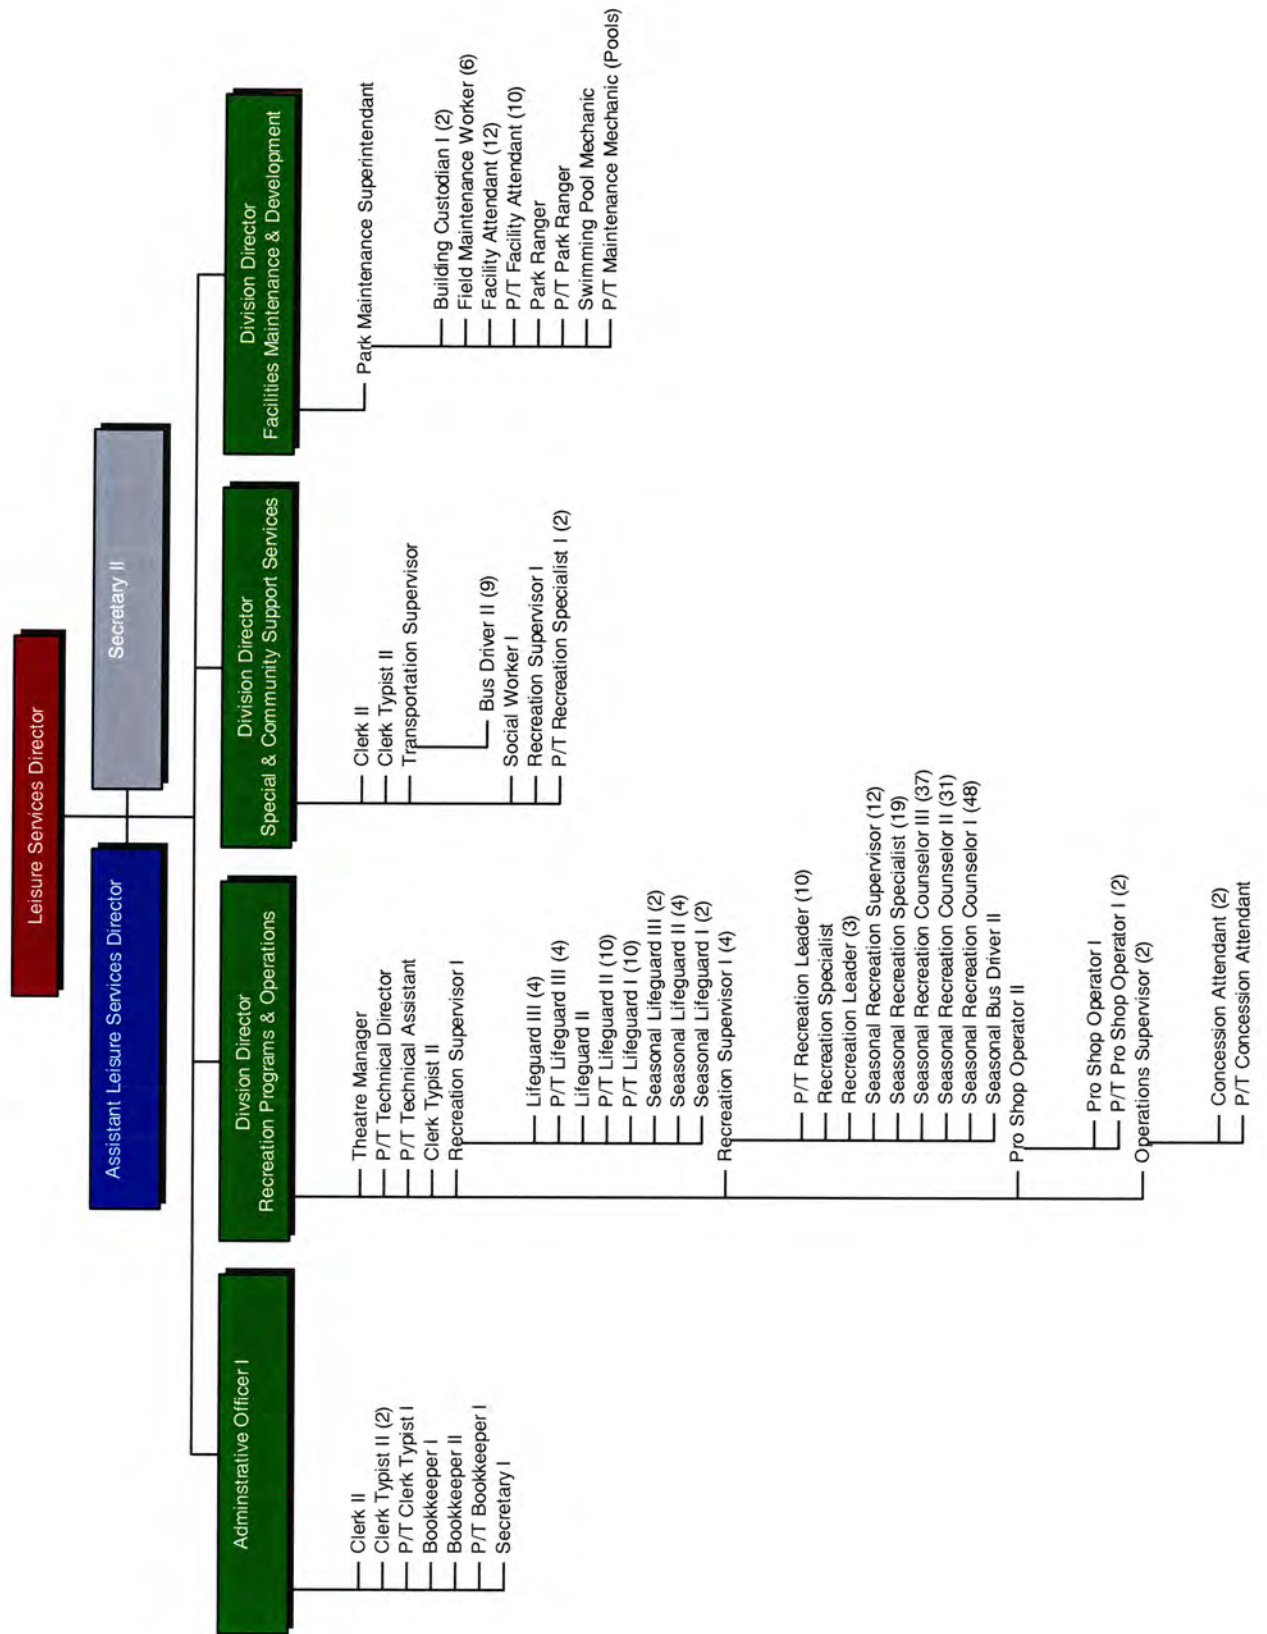 Leisure Services Director
Assistant Leisure Services Director
Secretary II
Adminstrative Officer I
Clerk II
Clerk Typist II (2)
P/T Clerk Typist I
Bookkeeper I
Bookkeeper II
P/T Bookkeeper I
Secretary I
Divsion Director
Recreation Programs & Operations
Theatre Manager
P/T Technical Director
P/T Technical Assistant
Clerk Typist II
Recreation Supervisor I
Lifeguard III (4)
P/T Lifeguard III (4)
Lifeguard II
P/T Lifeguard II (10)
P/T Lifeguard I (10)
Seasonal Lifeguard III (2)
Seasonal Lifeguard II (4)
Seasonal Lifeguard I (2)
Recreation Supervisor I (4)
P/T Recreation Leader (10)
Recreation Specialist
Recreation Leader (3)
Seasonal Recreation Supervisor (12)
Seasonal Recreation Specialist (19)
Seasonal Recreation Counselor III (37)
Seasonal Recreation Counselor II (31)
Seasonal Recreation Counselor I (48)
Seasonal Bus Driver II
Pro Shop Operator II
Pro Shop Operator I
P/T Pro Shop Operator I (2)
Operations Supervisor (2)
Concession Attendant (2)
P/T Concession Attendant
Division Director
Special & Community Support Services
Clerk II
Clerk Typist II
Transportation Supervisor
Bus Driver II (9)
Social Worker I
Recreation Supervisor I
P/T Recreation Specialist I (2)
Division Director
Facilities Maintenance & Development
Park Maintenance Superintendant
Building Custodian I (2)
Field Maintenance Worker (6)
Facility Attendant (12)
P/T Facility Attendant (10)
Park Ranger
P/T Park Ranger
Swimming Pool Mechanic
P/T Maintenance Mechanic (Pools)